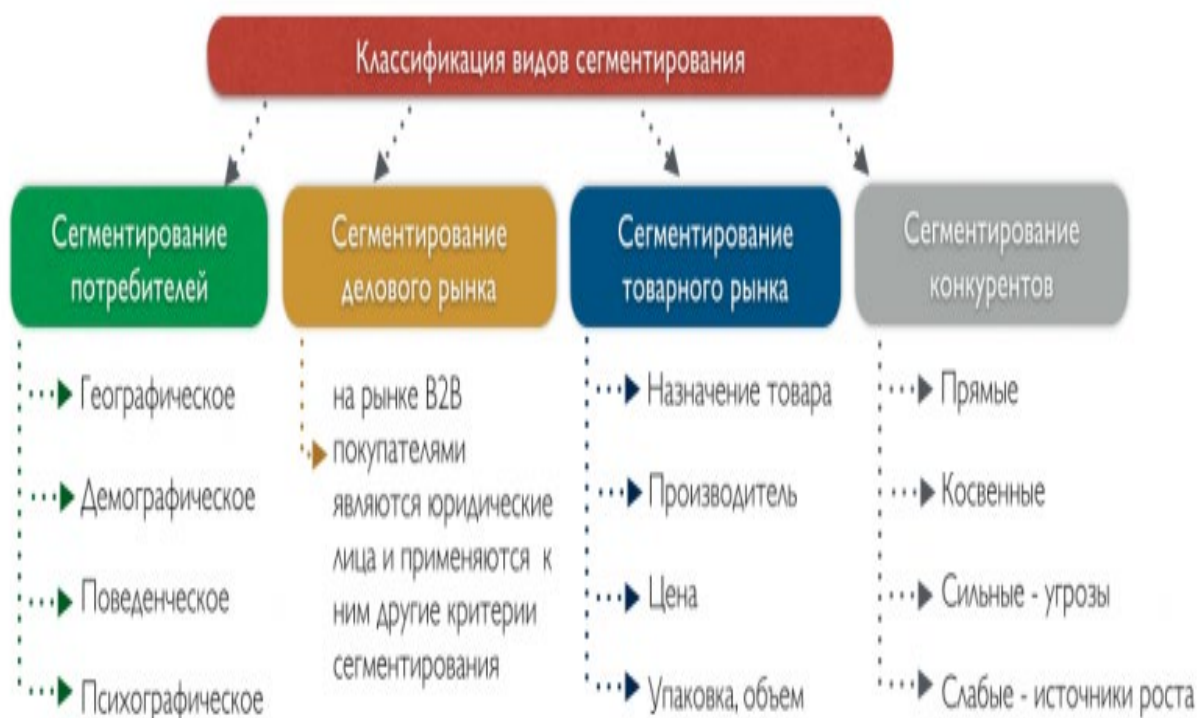 Классификация видов сегментирования
Сегментирование
потребителей
Географическое
Демографическое
Поведенческое
Психографическое
Сегментирование
делового рынка
на рынке B2B
покупателями
являются юридические
лица и применяются к
ним другие критерии
сегментирования
Сегментирование
товарного рынка
Назначение товара
Производитель
Цена
Упаковка, объем
Сегментирование
конкурентов
Прямые
Косвенные
Сильные - угрозы
Слабые - источники роста